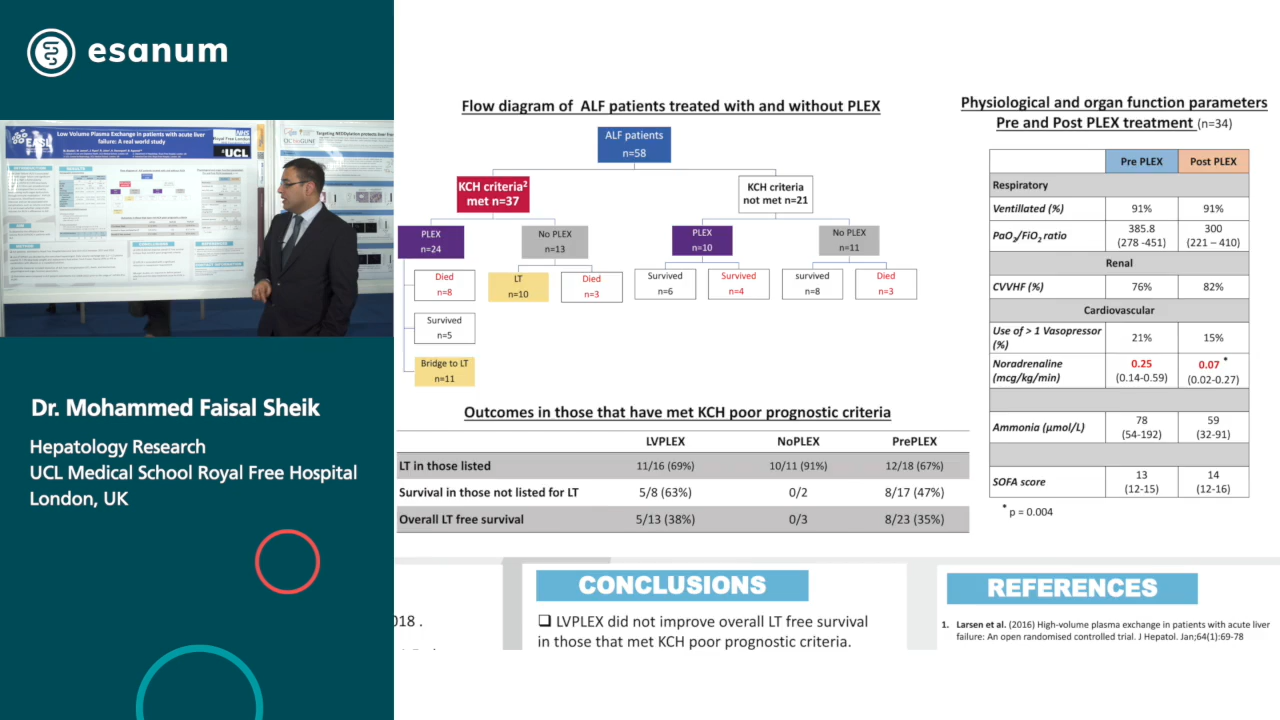 esanum
Low Volume Plasma Exchange in patients with acute liver
failure: A real world study
EASL
NHS
UCL
Dr. Mohammed Faisal Sheik
Hepatology Research
UCL Medical School Royal Free Hospital
London, UK
Flow diagram of ALF patients treated with and without PLEX
ALF patients
n=58
KCH criteria²
met n=37
KCH criteria
not met n=21
PLEX
n=24
No PLEX
n=13
PLEX
n=10
No PLEX
n=11
Died
n=8
LT
n=10
Died
n=3
Survived
n=6
Survived
n=4
survived
n=8
Died
n=3
Survived
n=5
Bridge to LT
n=11
Outcomes in those that have met KCH poor prognostic criteria
LVPLEX NoPLEX PrePLEX
LT in those listed 11/16 (69%) 10/11 (91%) 12/18 (67%)
Survival in those not listed for LT 5/8 (63%) 0/2 8/17 (47%)
Overall LT free survival 5/13 (38%) 0/3 8/23 (35%)
Physiological and organ function parameters
Pre and Post PLEX treatment (n=34)
Pre PLEX Post PLEX
Respiratory
Ventillated (%) 91% 91%
PaO₂/FiO₂ ratio 385.8 (278 -451) 300 (221 – 410)
Renal
CVVHF (%) 76% 82%
Cardiovascular
Use of > 1 Vasopressor (%) 21% 15%
Noradrenaline (mcg/kg/min) 0.25 (0.14-0.59) 0.07 * (0.02-0.27)
Ammonia (µmol/L) 78 (54-192) 59 (32-91)
SOFA score 13 (12-15) 14 (12-16)
* p = 0.004
018 .
CONCLUSIONS
❑ LVPLEX did not improve overall LT free survival
in those that met KCH poor prognostic criteria.
REFERENCES
1. Larsen et al. (2016) High-volume plasma exchange in patients with acute liver
failure: An open randomised controlled trial. J Hepatol. Jan;64(1):69-78